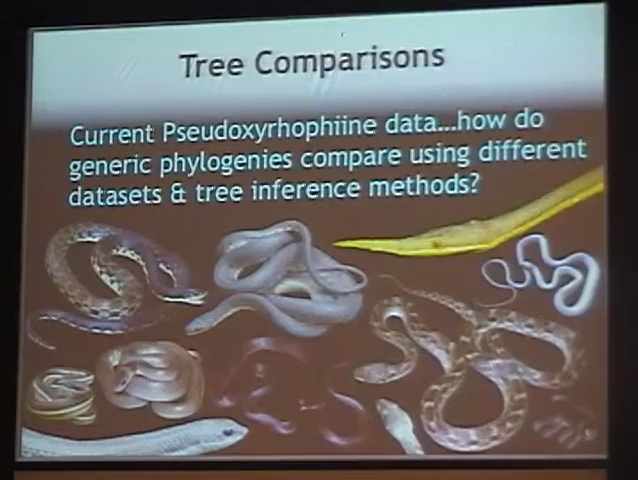 Tree Comparisons
Current Pseudoxyrhophiine data...how do
generic phylogenies compare using different
datasets & tree inference methods?